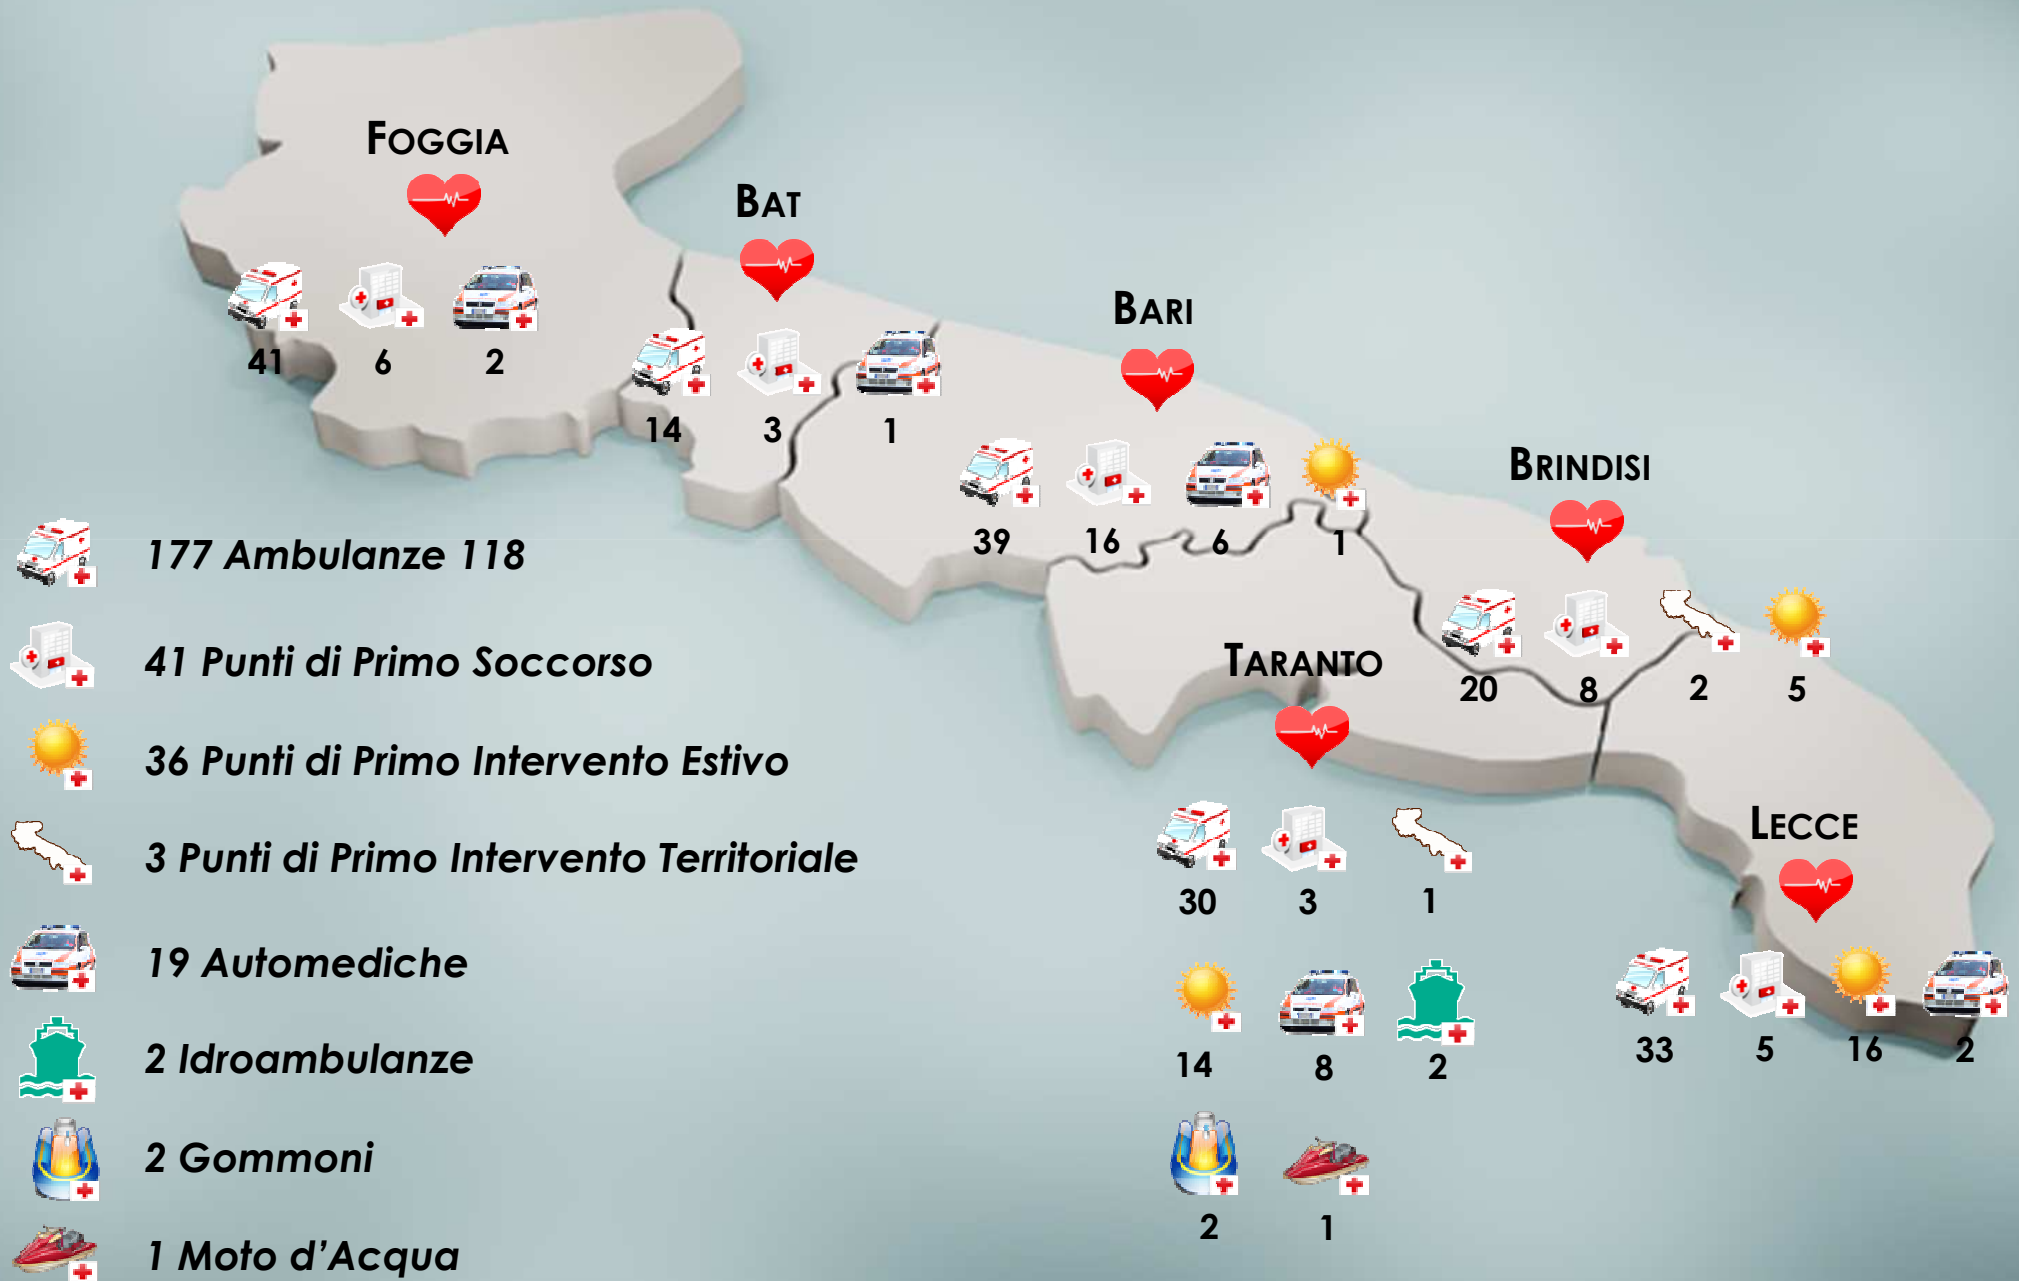 FOGGIA
41 6 2
BAT
14 3 1
BARI
39 16 6 1
BRINDISI
20 8 2 5
TARANTO
30 3 1
14 8 2
2 1
LECCE
33 5 16 2
177 Ambulanze 118
41 Punti di Primo Soccorso
36 Punti di Primo Intervento Estivo
3 Punti di Primo Intervento Territoriale
19 Automediche
2 Idroambulanze
2 Gommoni
1 Moto d’Acqua